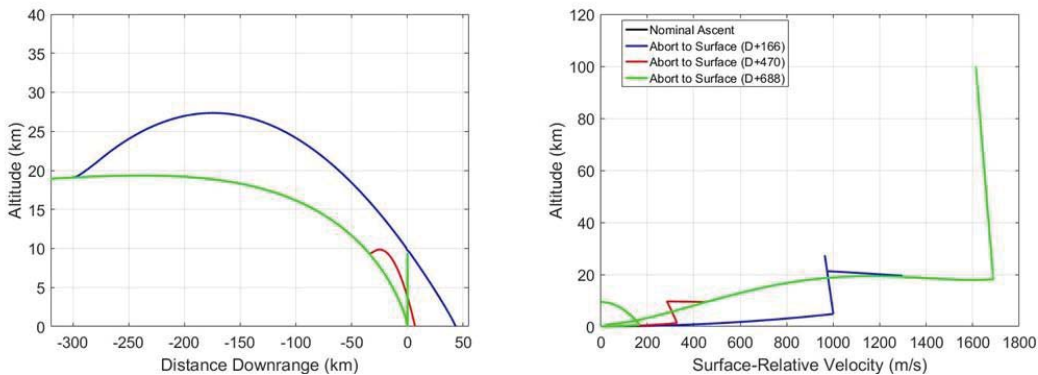 40
35
30
25
20
15
10
5
0
-300 -250 -200 -150 -100 -50 0 50
Altitude (km)
Distance Downrange (km)
120
100
80
60
40
20
0
0 200 400 600 800 1000 1200 1400 1600 1800
Altitude (km)
Surface-Relative Velocity (m/s)
Nominal Ascent
Abort to Surface (D+166)
Abort to Surface (D+470)
Abort to Surface (D+688)